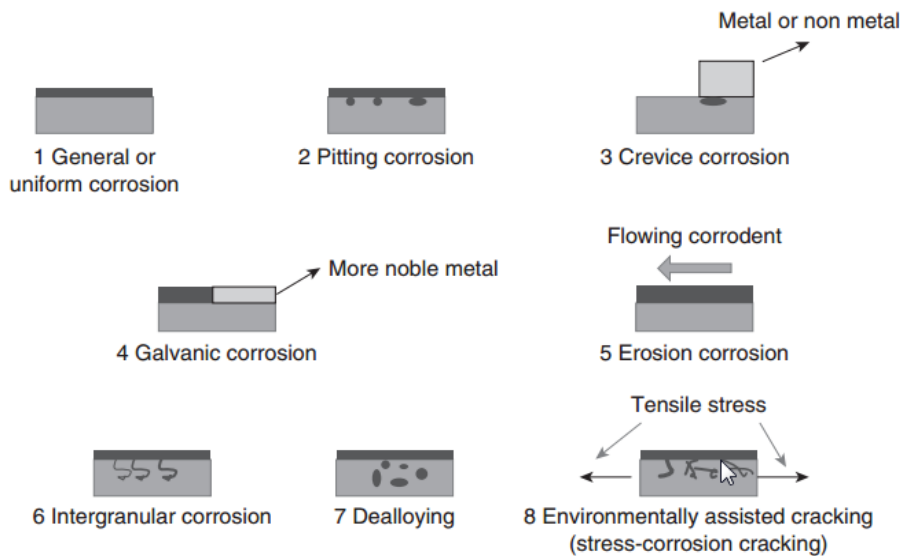 Metal or non metal
1 General or
uniform corrosion
2 Pitting corrosion
3 Crevice corrosion
Flowing corrodent
More noble metal
4 Galvanic corrosion
5 Erosion corrosion
Tensile stress
6 Intergranular corrosion
7 Dealloying
8 Environmentally assisted cracking
(stress-corrosion cracking)